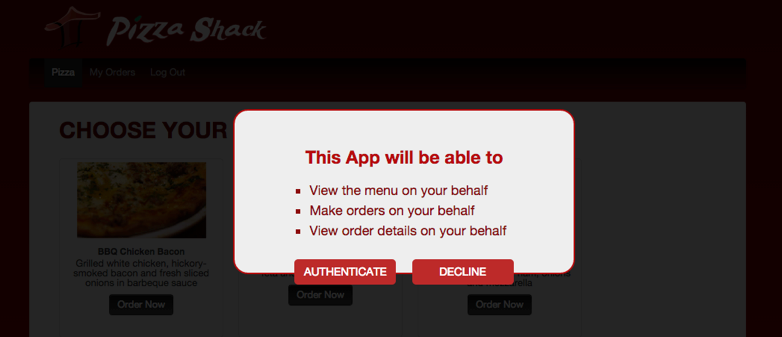 Pizza Shack
Pizza My Orders Log Out
CHOOSE YOUR
This App will be able to
View the menu on your behalf
Make orders on your behalf
View order details on your behalf
AUTHENTICATE DECLINE
BBQ Chicken Bacon
Grilled white chicken, hickory-
smoked bacon and fresh sliced
onions in barbeque sauce
Order Now Order Now Order Now